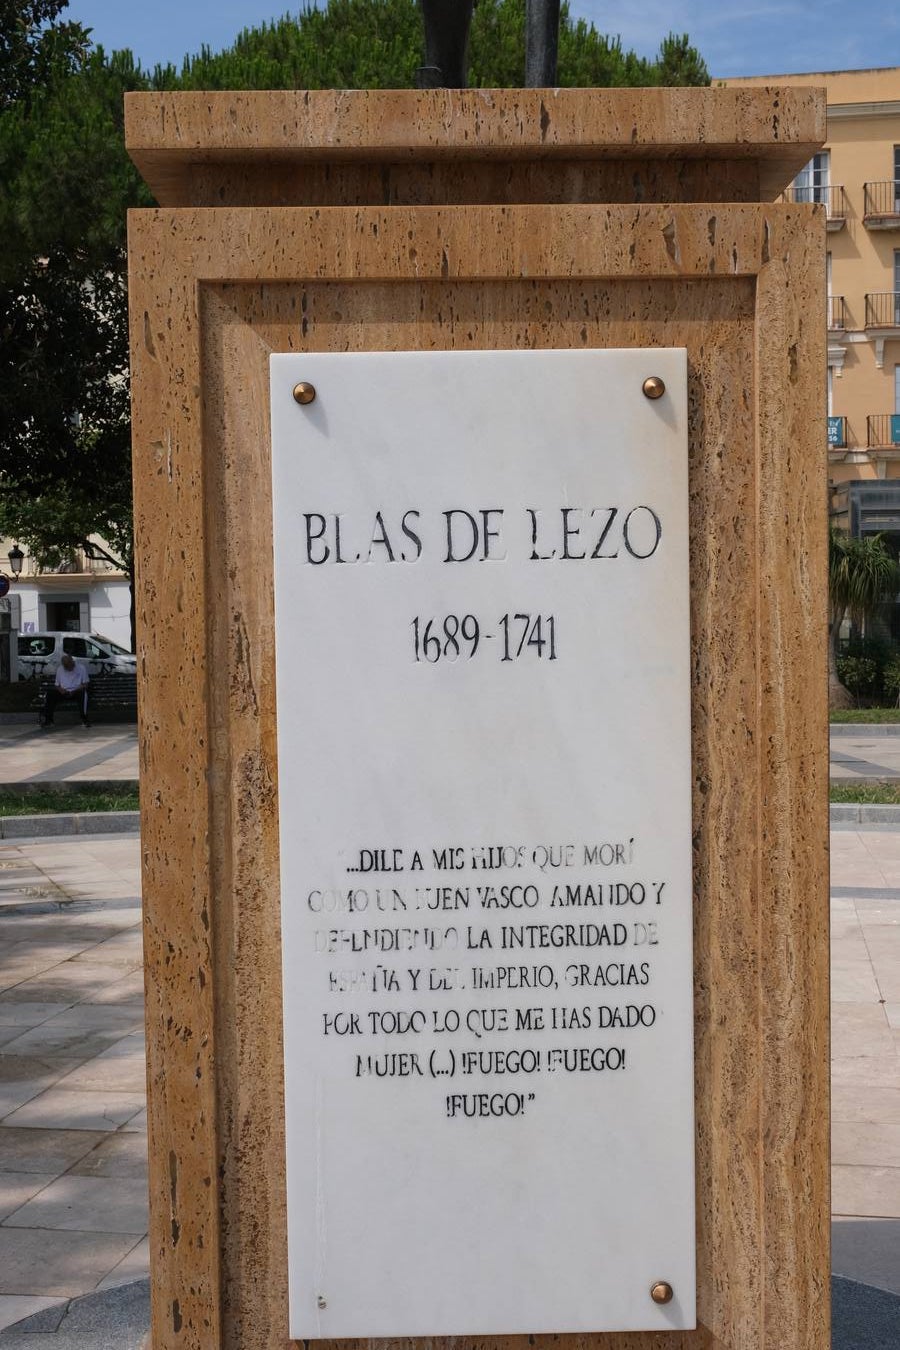 BLAS DE LEZO
1689-1741
"...DILE A MIS HIJOS QUE MORÍ
COMO UN BUEN VASCO AMANDO Y
DEFENDIENDO LA INTEGRIDAD DE
ESPAÑA Y DEL IMPERIO, GRACIAS
POR TODO LO QUE ME HAS DADO
MUJER (...) !FUEGO! !FUEGO!
!FUEGO!"